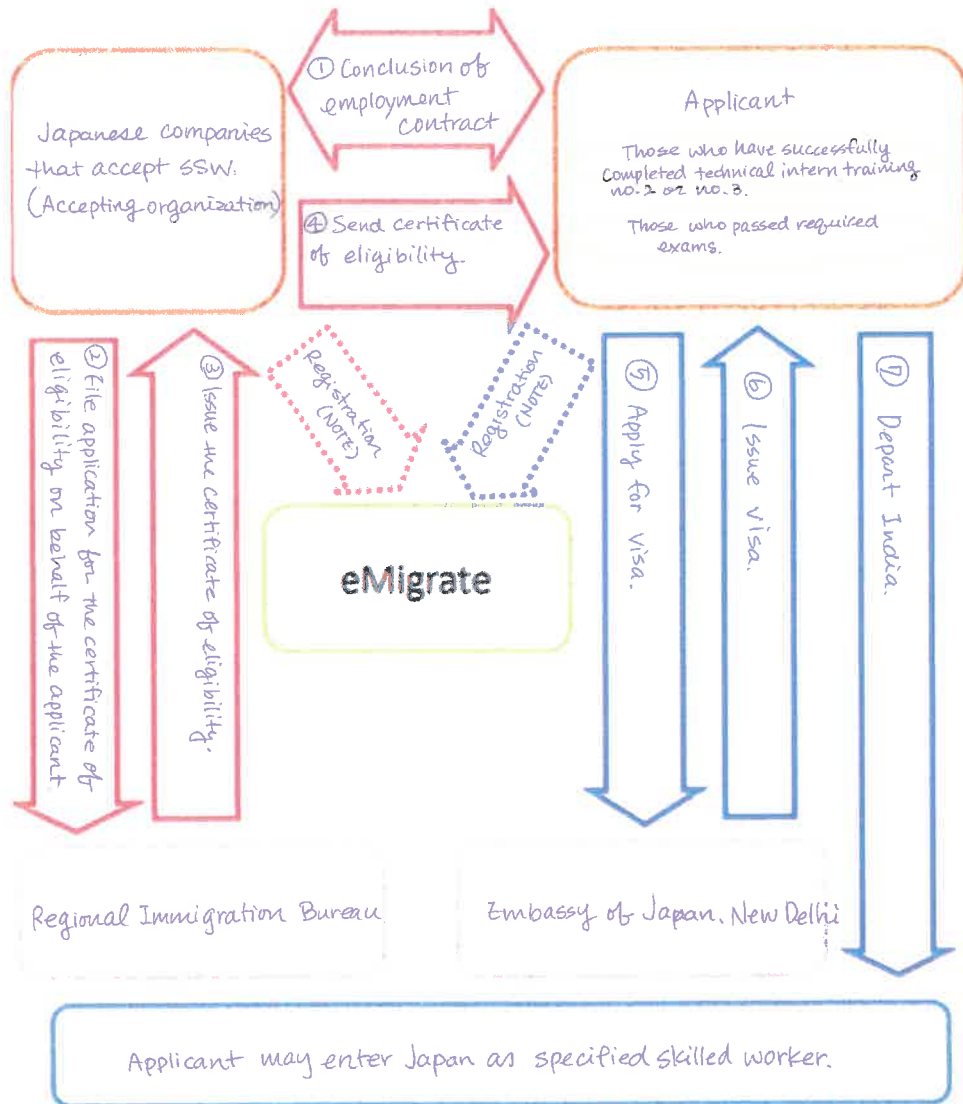 ① Conclusion of
employment
contract
Japanese companies
that accept SSW.
(Accepting organization)
Applicant
Those who have successfully
Completed technical intern training
no.2 or no.3.
Those who passed required
exams.
④ Send certificate
of eligibility.
② File application for the certificate of
eligibility on behalf of the applicant.
③ Issue the certificate of eligibility.
Registration
(NOTE)
Registration
(NOTE)
⑤ Apply for visa.
⑥ Issue visa.
⑦ Depant India.
eMigrate
Regional Immigration Bureau
Embassy of Japan. New Delhi
Applicant may enter Japan as specified skilled worker.